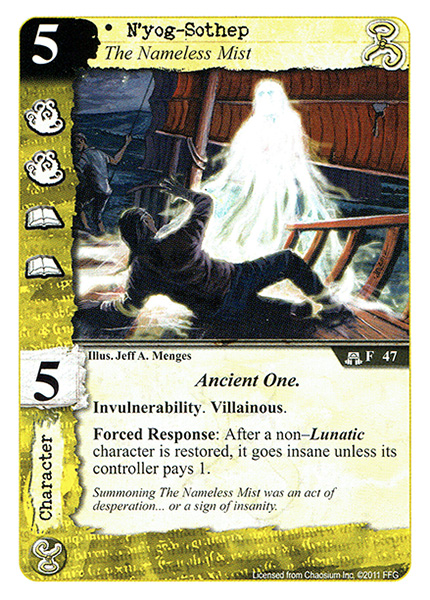 5
• N'yog-Sothep
The Nameless Mist
Illus. Jeff A. Menges
F 47
5
Ancient One.
Invulnerability. Villainous.
Forced Response: After a non–Lunatic
character is restored, it goes insane unless its
controller pays 1.
Summoning The Nameless Mist was an act of
desperation... or a sign of insanity.
Character
Licensed from Chaosium Inc. ©2011 FFG